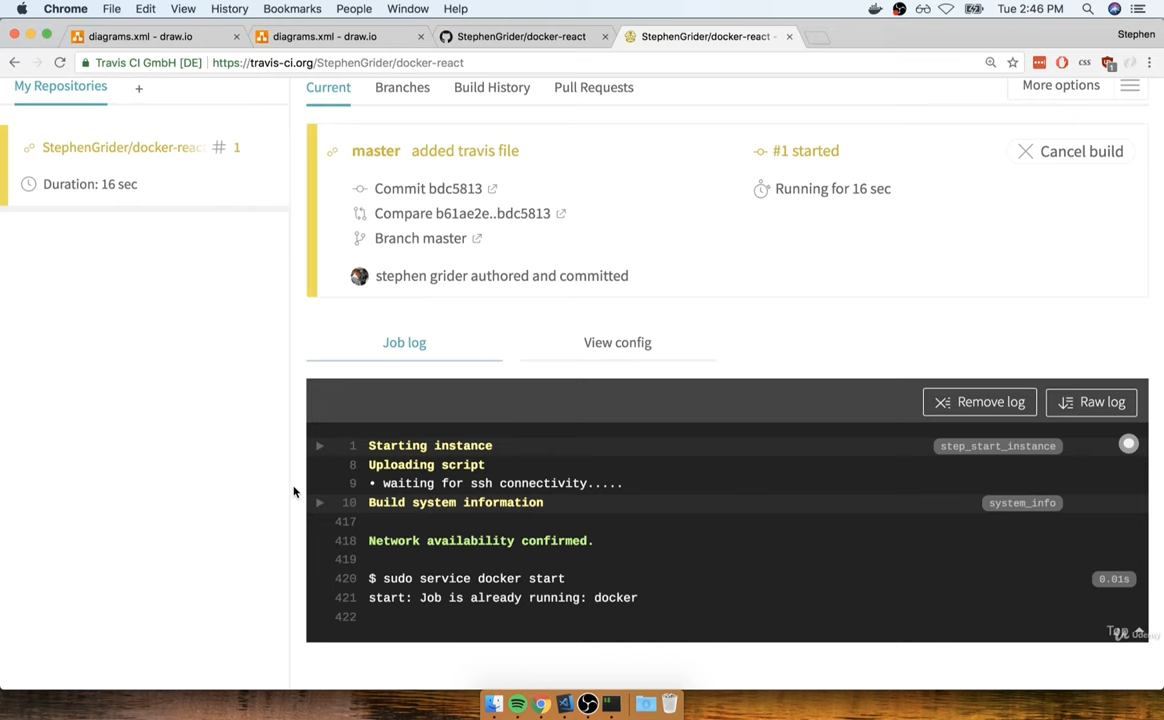 Chrome File Edit View History Bookmarks People Window Help Tue 2:46 PM
diagrams.xml - draw.io × diagrams.xml - draw.io × StephenGrider/docker-react × StephenGrider/docker-react - × Stephen
Travis CI GmbH [DE] | https://travis-ci.org/StephenGrider/docker-react CSS 1
My Repositories +
StephenGrider/docker-reac # 1
Duration: 16 sec
Current Branches Build History Pull Requests More options
master added travis file #1 started Cancel build
Commit bdc5813 Running for 16 sec
Compare b61ae2e..bdc5813
Branch master
stephen grider authored and committed
Job log View config
Remove log Raw log
1 Starting instance step_start_instance
8 Uploading script
9 • waiting for ssh connectivity.....
10 Build system information system_info
417
418 Network availability confirmed.
419
420 $ sudo service docker start 0.01s
421 start: Job is already running: docker
422
Top
Udemy